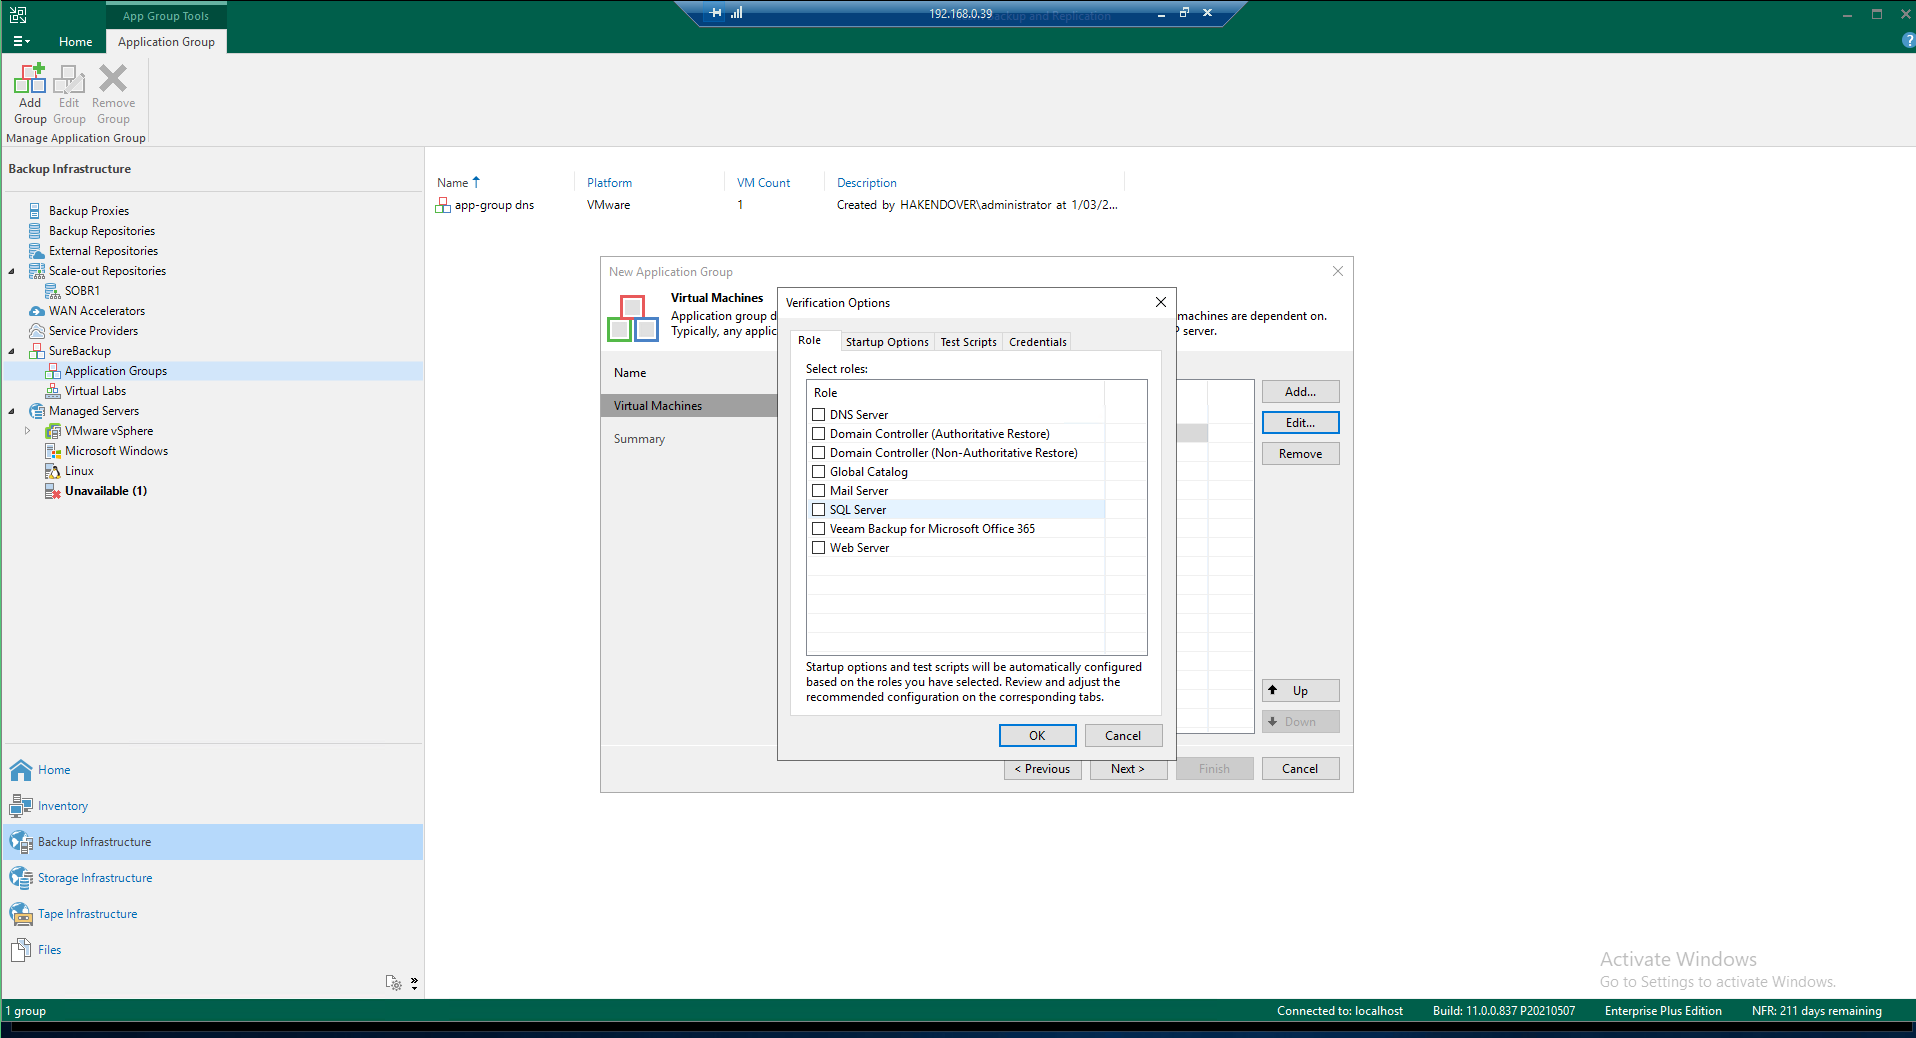 App Group Tools
192.168.0.39
ackup and Replication
Home
Application Group
Add Group
Edit Group
Remove Group
Manage Application Group
Backup Infrastructure
Backup Proxies
Backup Repositories
External Repositories
Scale-out Repositories
SOBR1
WAN Accelerators
Service Providers
SureBackup
Application Groups
Virtual Labs
Managed Servers
VMware vSphere
Microsoft Windows
Linux
Unavailable (1)
Home
Inventory
Backup Infrastructure
Storage Infrastructure
Tape Infrastructure
Files
Name Platform VM Count Description
app-group dns VMware 1 Created by HAKENDOVER\administrator at 1/03/2...
New Application Group
Virtual Machines
Application group d
machines are dependent on.
Typically, any applic
P server.
Name
Virtual Machines
Summary
Add...
Edit...
Remove
Up
Down
< Previous
Next >
Finish
Cancel
Verification Options
Role
Startup Options
Test Scripts
Credentials
Select roles:
Role
DNS Server
Domain Controller (Authoritative Restore)
Domain Controller (Non-Authoritative Restore)
Global Catalog
Mail Server
SQL Server
Veeam Backup for Microsoft Office 365
Web Server
Startup options and test scripts will be automatically configured
based on the roles you have selected. Review and adjust the
recommended configuration on the corresponding tabs.
OK
Cancel
Activate Windows
Go to Settings to activate Windows.
1 group
Connected to: localhost
Build: 11.0.0.837 P20210507
Enterprise Plus Edition
NFR: 211 days remaining